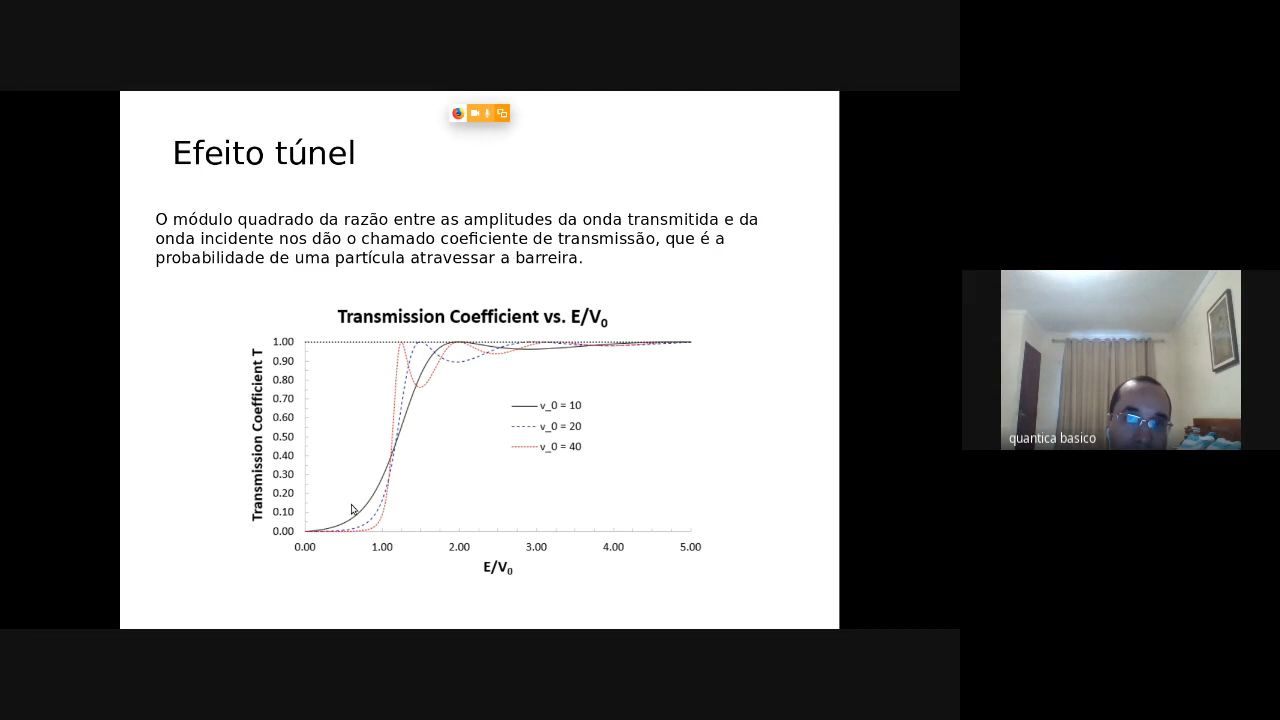 Efeito túnel
O módulo quadrado da razão entre as amplitudes da onda transmitida e da
onda incidente nos dão o chamado coeficiente de transmissão, que é a
probabilidade de uma partícula atravessar a barreira.
Transmission Coefficient vs. E/V₀
Transmission Coefficient T
1.00
0.90
0.80
0.70
0.60
0.50
0.40
0.30
0.20
0.10
0.00
v_0 = 10
v_0 = 20
v_0 = 40
0.00 1.00 2.00 3.00 4.00 5.00
E/V₀
quantica basico